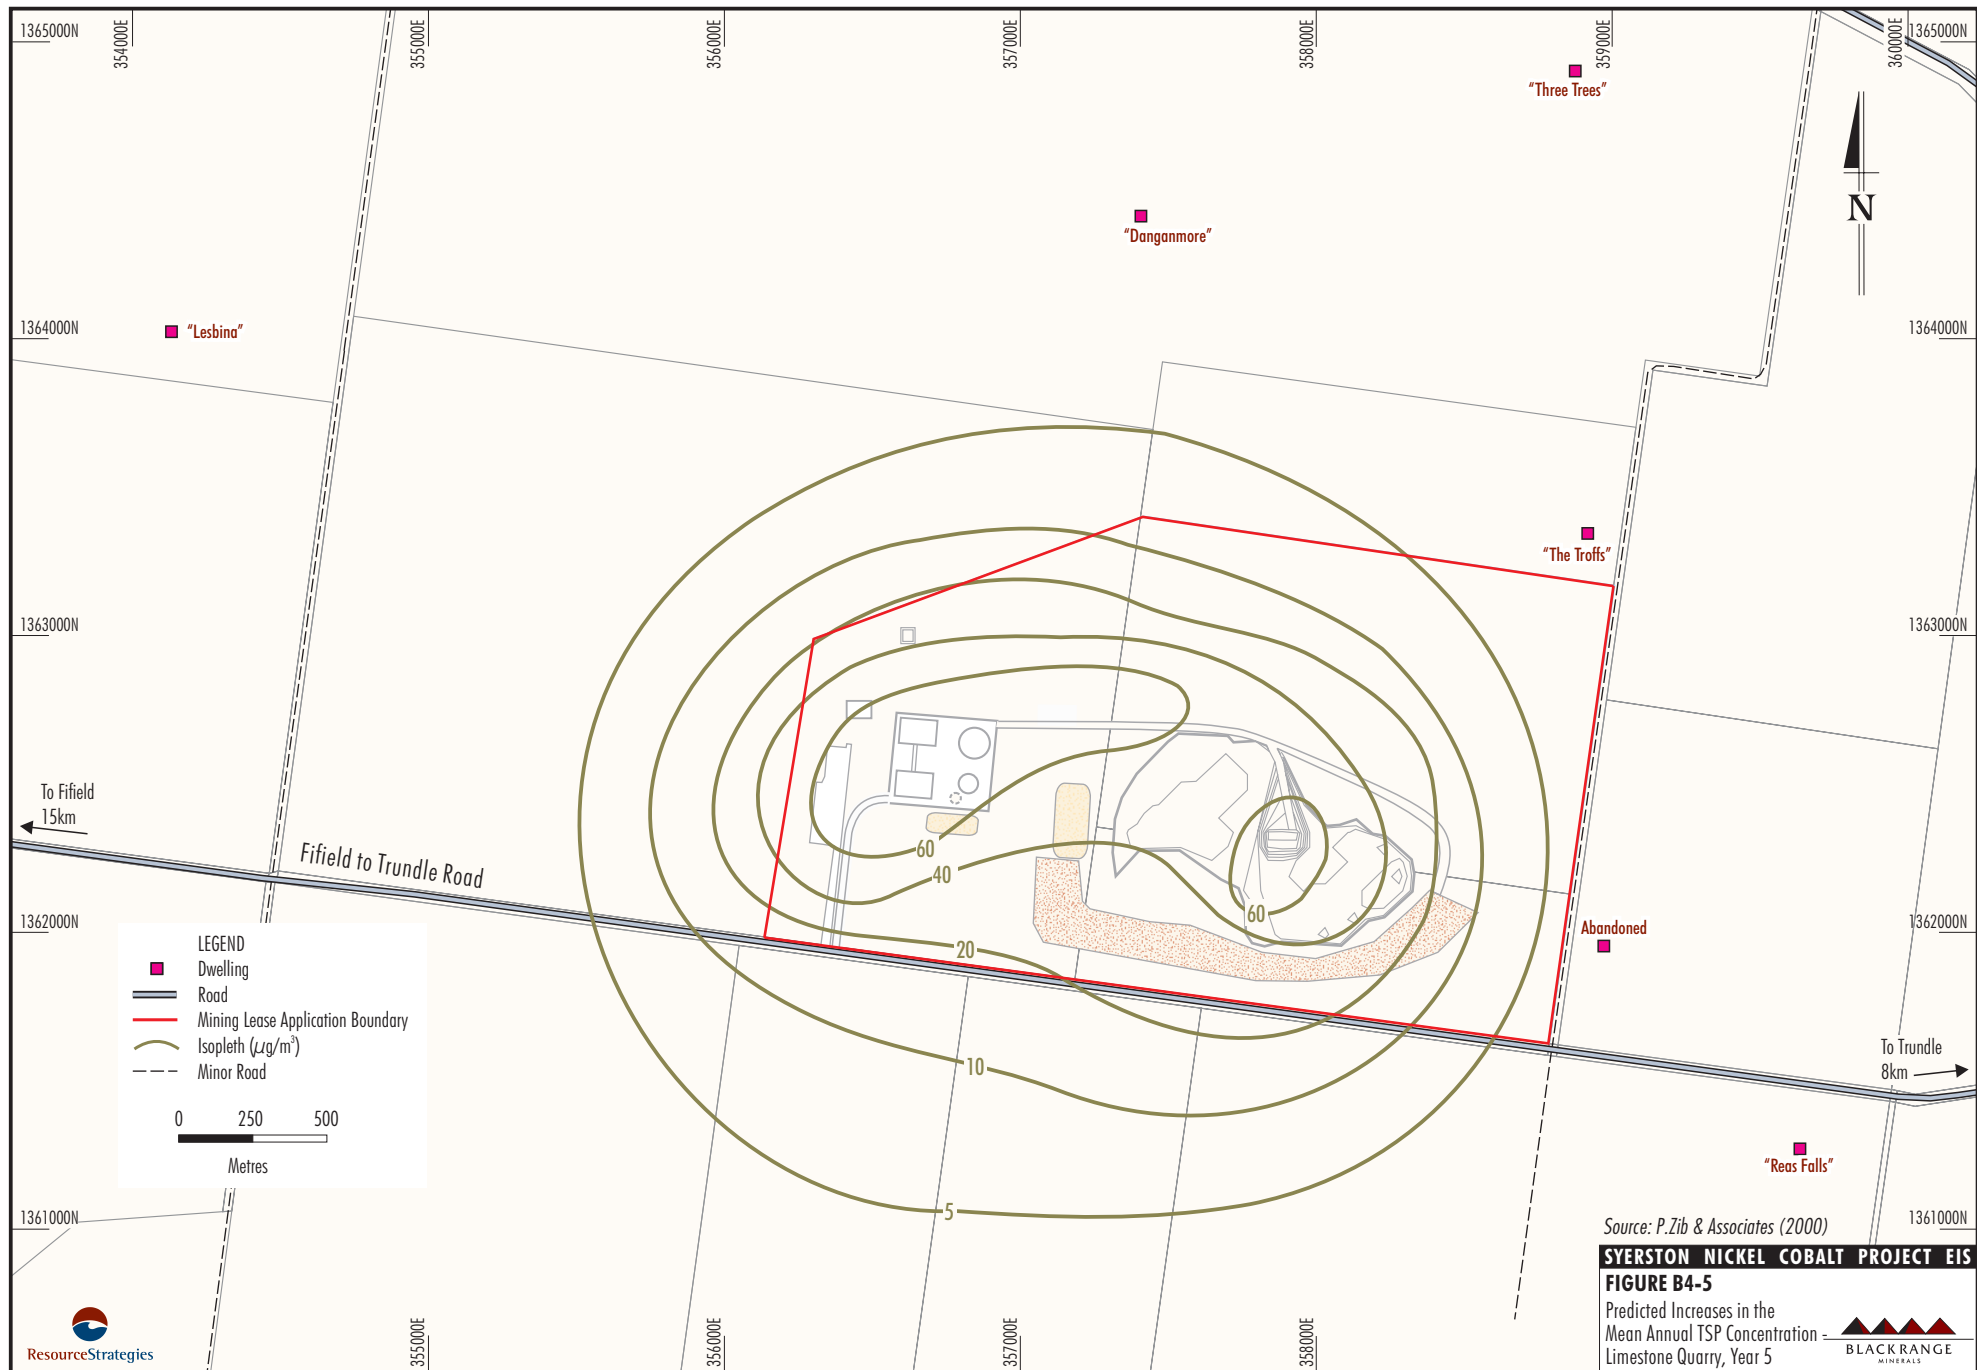 354000E
355000E
356000E
357000E
358000E
359000E
360000E
1365000N
1365000N
"Three Trees"
N
"Danganmore"
1364000N
1364000N
"Lesbina"
"The Troffs"
1363000N
1363000N
To Fifield
15km
Fifield to Trundle Road
60
40
60
20
10
5
1362000N
1362000N
Abandoned
LEGEND
Dwelling
Road
Mining Lease Application Boundary
Isopleth (µg/m³)
Minor Road
0 250 500
Metres
To Trundle
8km
"Reas Falls"
1361000N
1361000N
355000E
356000E
357000E
358000E
Source: P.Zib & Associates (2000)
SYERSTON NICKEL COBALT PROJECT EIS
FIGURE B4-5
Predicted Increases in the
Mean Annual TSP Concentration -
Limestone Quarry, Year 5
BLACK RANGE
MINERALS
ResourceStrategies